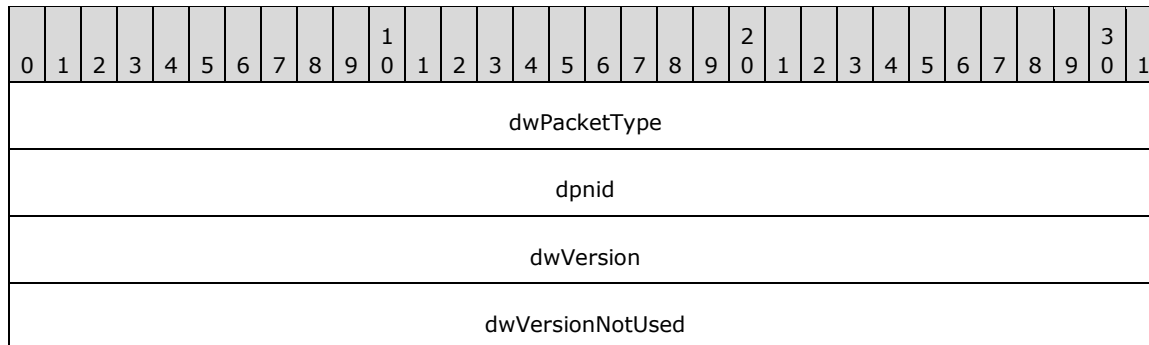 1 2 3
0 1 2 3 4 5 6 7 8 9 0 1 2 3 4 5 6 7 8 9 0 1 2 3 4 5 6 7 8 9 0 1
dwPacketType
dpnid
dwVersion
dwVersionNotUsed